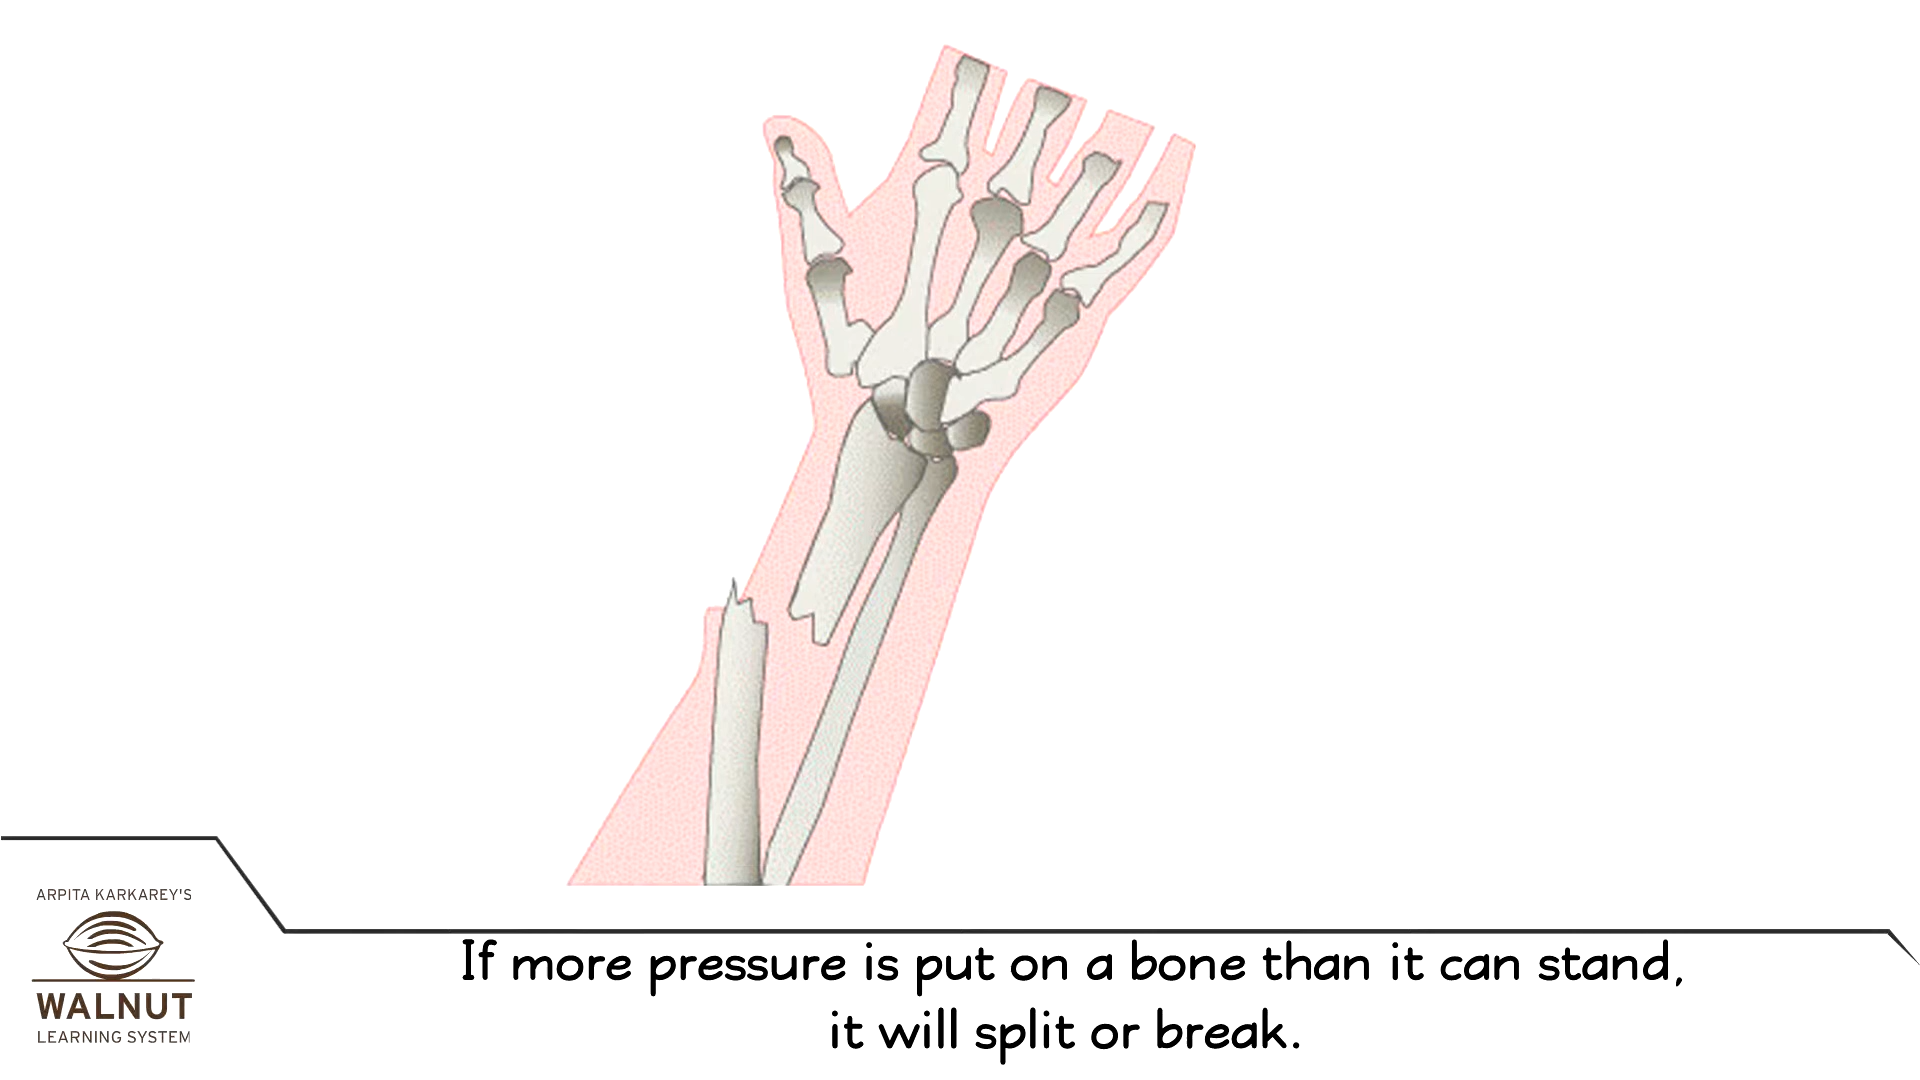 ARPITA KARKAREY'S
WALNUT
LEARNING SYSTEM
If more pressure is put on a bone than it can stand,
it will split or break.